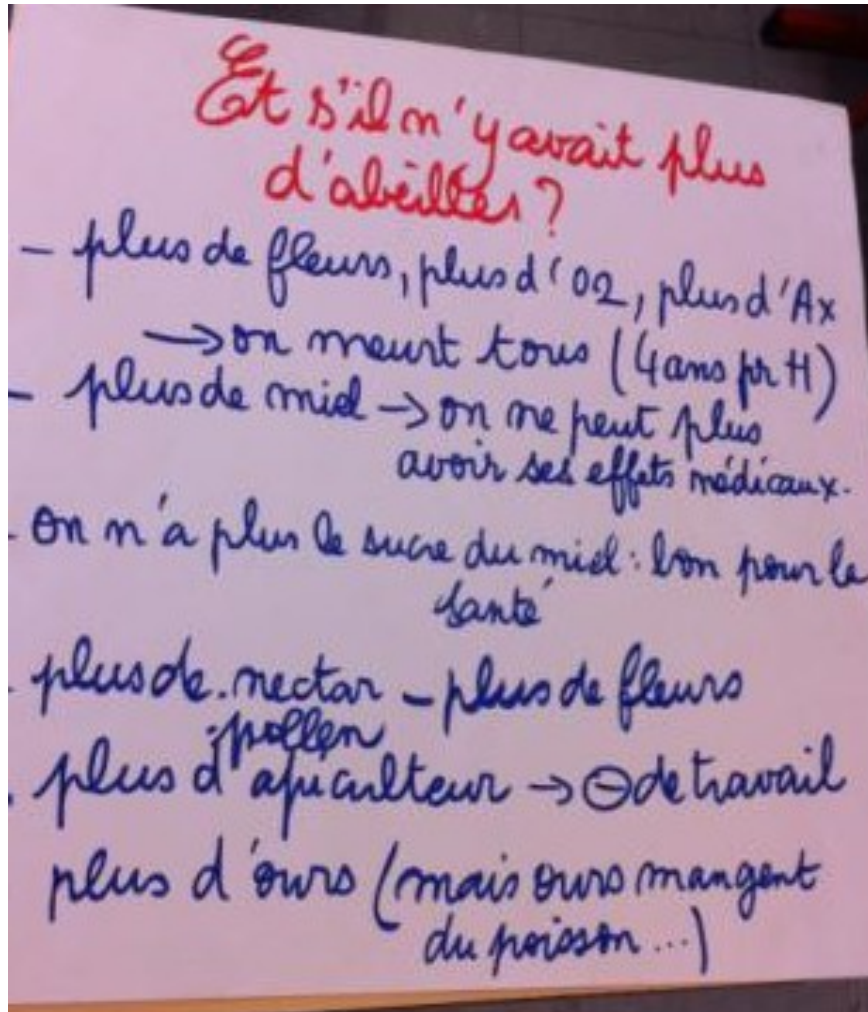 Et s'il n'y avait plus
d'abeilles ?
- plus de fleurs, plus d'O2, plus d'Ax
→ on meurt tous (4 ans pr H)
- plus de miel → on ne peut plus
avoir ses effets médicaux.
- on n'a plus le sucre du miel : bon pour la
santé
- plus de . nectar - plus de fleurs
. pollen
- plus d'apiculteur → ⊖ de travail
plus d'ours (mais ours mangent
du poisson ...)